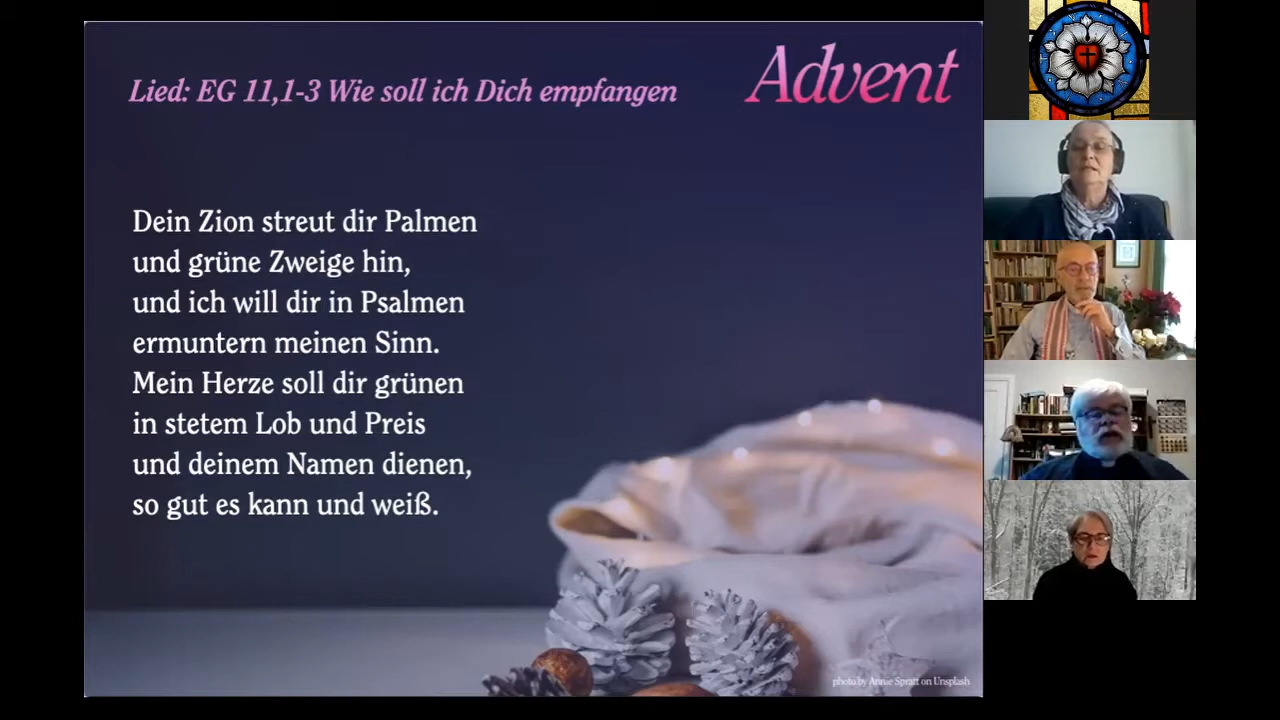 Lied: EG 11,1-3 Wie soll ich Dich empfangen
Advent
Dein Zion streut dir Palmen
und grüne Zweige hin,
und ich will dir in Psalmen
ermuntern meinen Sinn.
Mein Herze soll dir grünen
in stetem Lob und Preis
und deinem Namen dienen,
so gut es kann und weiß.
photo by Annie Spratt on Unsplash